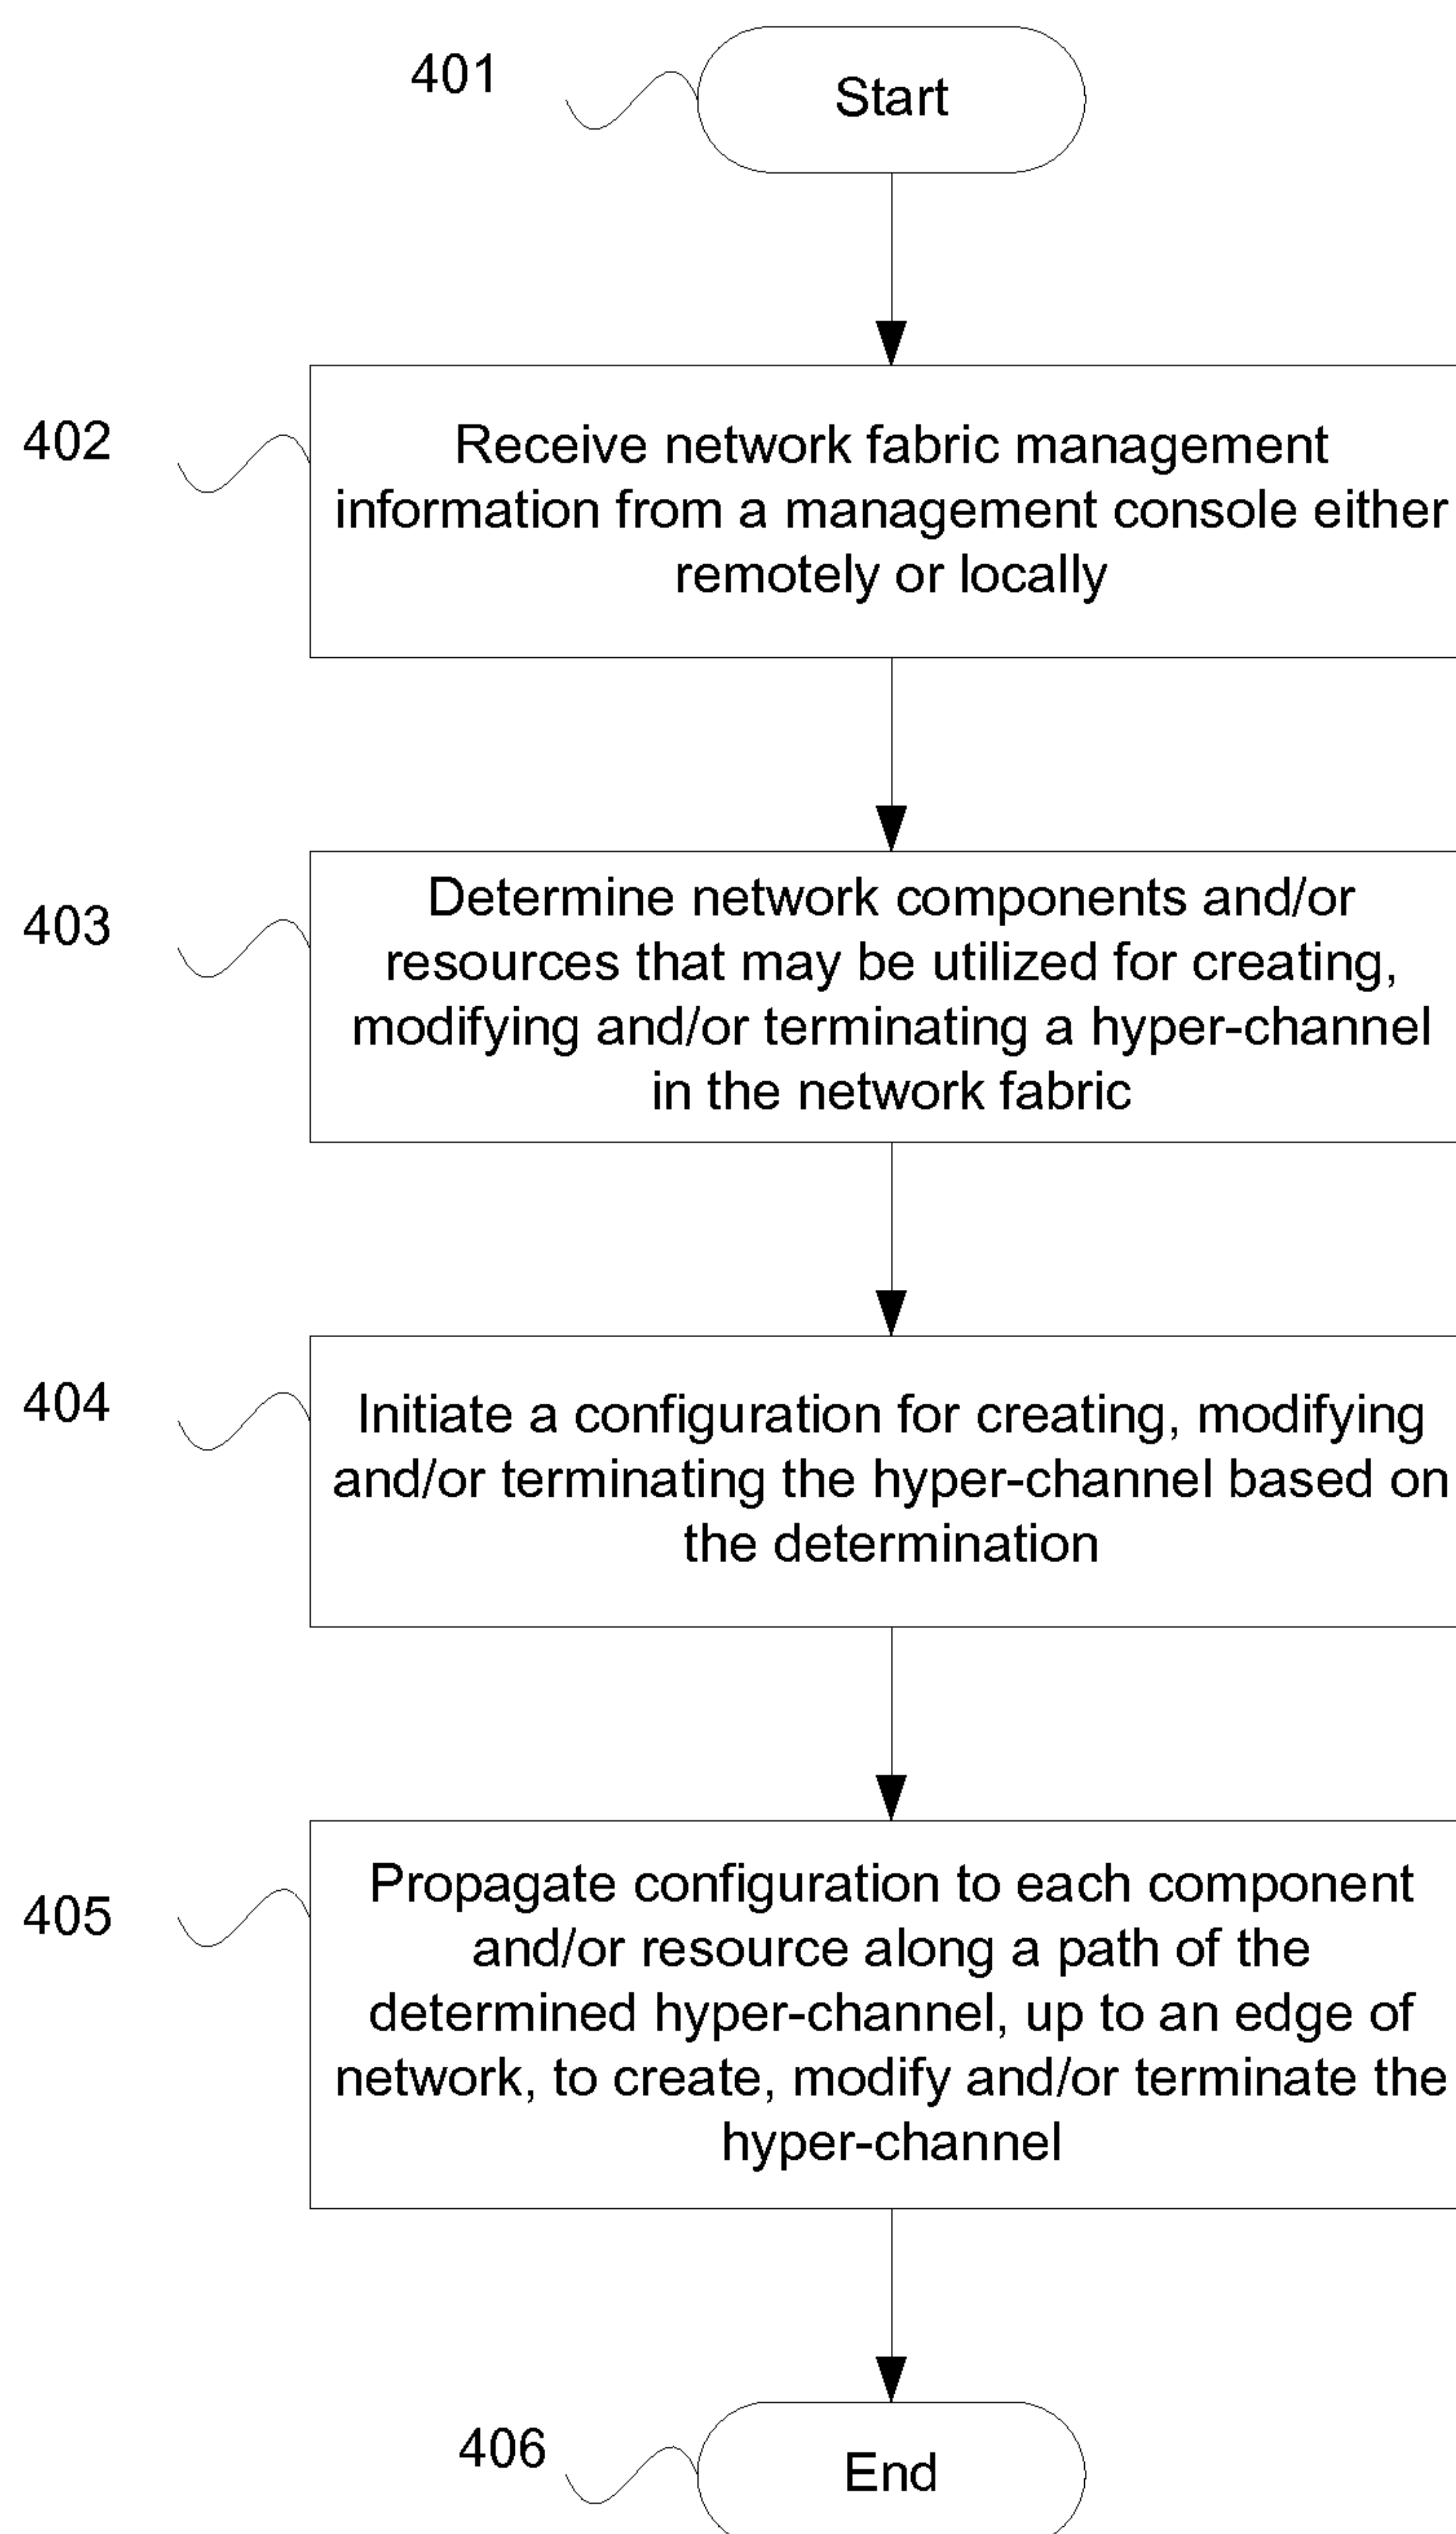 401
Start
402
Receive network fabric management
information from a management console either
remotely or locally
403
Determine network components and/or
resources that may be utilized for creating,
modifying and/or terminating a hyper-channel
in the network fabric
404
Initiate a configuration for creating, modifying
and/or terminating the hyper-channel based on
the determination
405
Propagate configuration to each component
and/or resource along a path of the
determined hyper-channel, up to an edge of
network, to create, modify and/or terminate the
hyper-channel
406
End